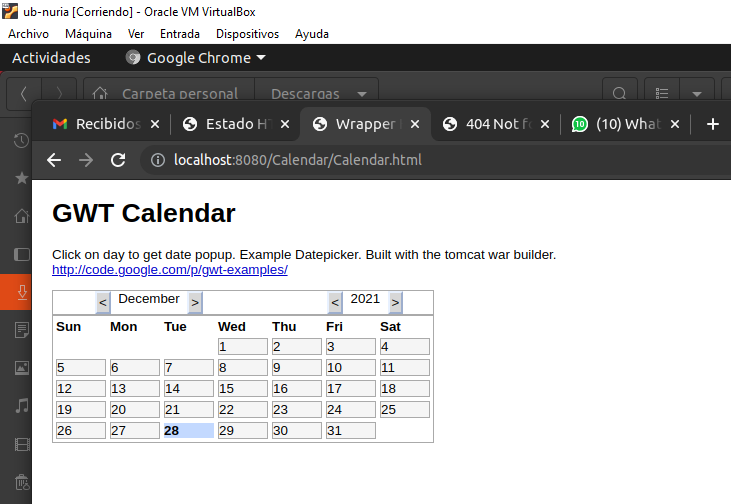 ub-nuria [Corriendo] - Oracle VM VirtualBox
Archivo Máquina Ver Entrada Dispositivos Ayuda
Actividades Google Chrome
Carpeta personal Descargas
Recibidos Estado HT Wrapper 404 Not fo 10 (10) What
localhost:8080/Calendar/Calendar.html
GWT Calendar
Click on day to get date popup. Example Datepicker. Built with the tomcat war builder.
http://code.google.com/p/gwt-examples/
< December > < 2021 >
Sun Mon Tue Wed Thu Fri Sat
1 2 3 4
5 6 7 8 9 10 11
12 13 14 15 16 17 18
19 20 21 22 23 24 25
26 27 28 29 30 31